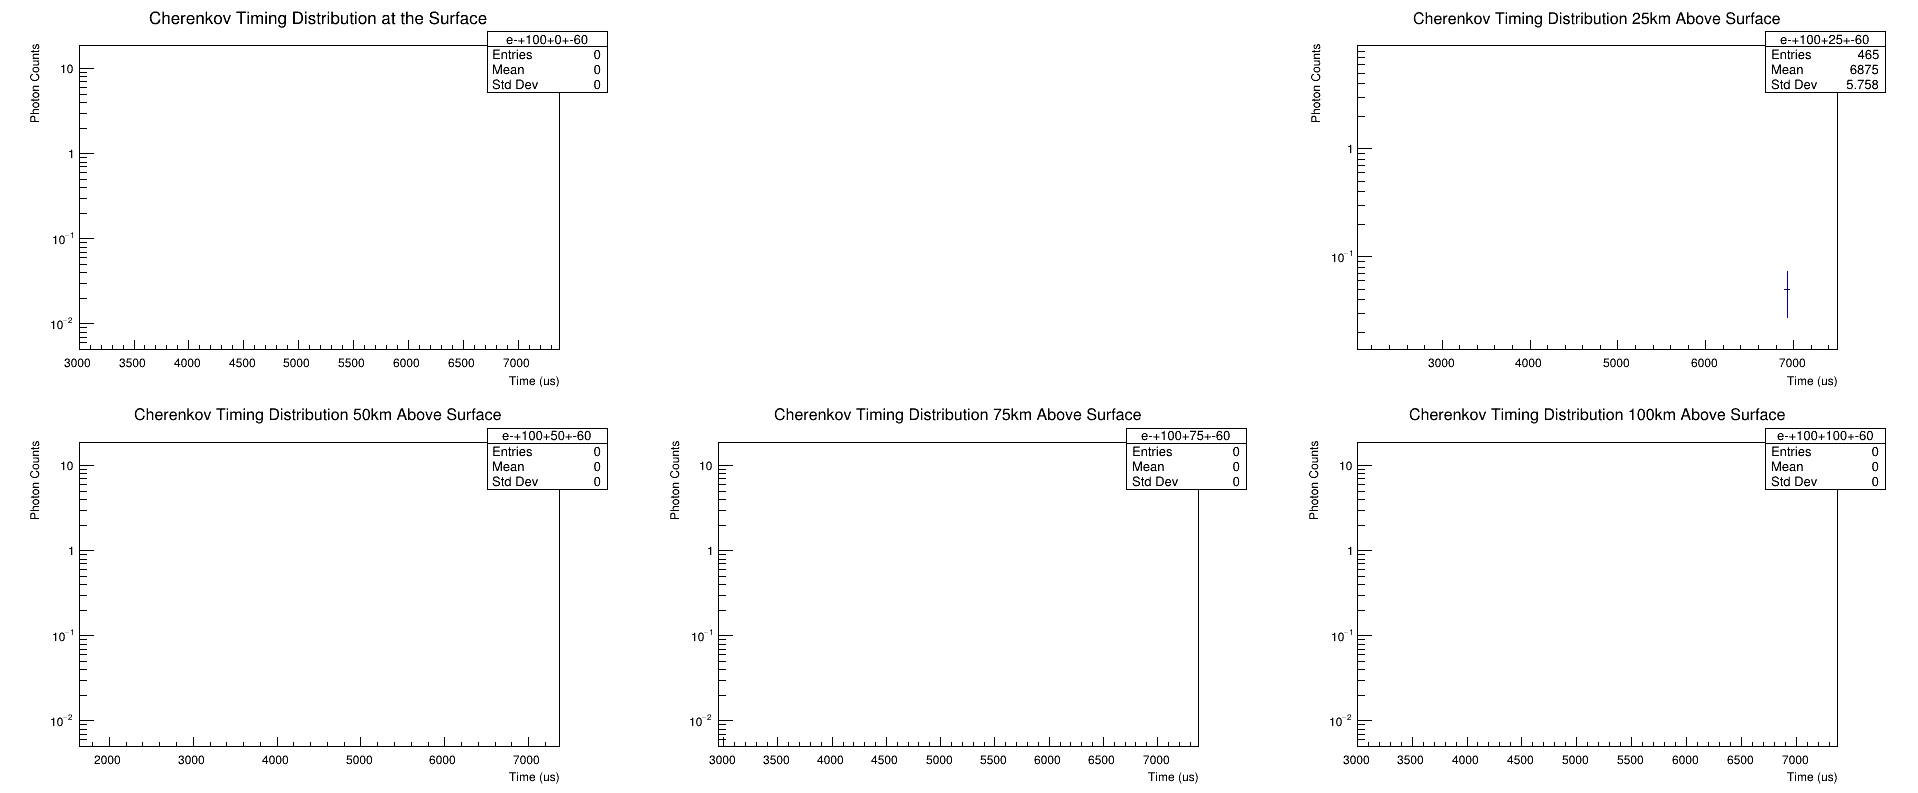 Cherenkov Timing Distribution at the Surface
Photon Counts
e-+100+0+-60
Entries 0
Mean 0
Std Dev 0
10
1
10⁻¹
10⁻²
3000 3500 4000 4500 5000 5500 6000 6500 7000
Time (us)
Cherenkov Timing Distribution 25km Above Surface
Photon Counts
e-+100+25+-60
Entries 465
Mean 6875
Std Dev 5.758
1
10⁻¹
3000 4000 5000 6000 7000
Time (us)
Cherenkov Timing Distribution 50km Above Surface
Photon Counts
e-+100+50+-60
Entries 0
Mean 0
Std Dev 0
10
1
10⁻¹
10⁻²
2000 3000 4000 5000 6000 7000
Time (us)
Cherenkov Timing Distribution 75km Above Surface
Photon Counts
e-+100+75+-60
Entries 0
Mean 0
Std Dev 0
10
1
10⁻¹
10⁻²
3000 3500 4000 4500 5000 5500 6000 6500 7000
Time (us)
Cherenkov Timing Distribution 100km Above Surface
Photon Counts
e-+100+100+-60
Entries 0
Mean 0
Std Dev 0
10
1
10⁻¹
10⁻²
3000 3500 4000 4500 5000 5500 6000 6500 7000
Time (us)